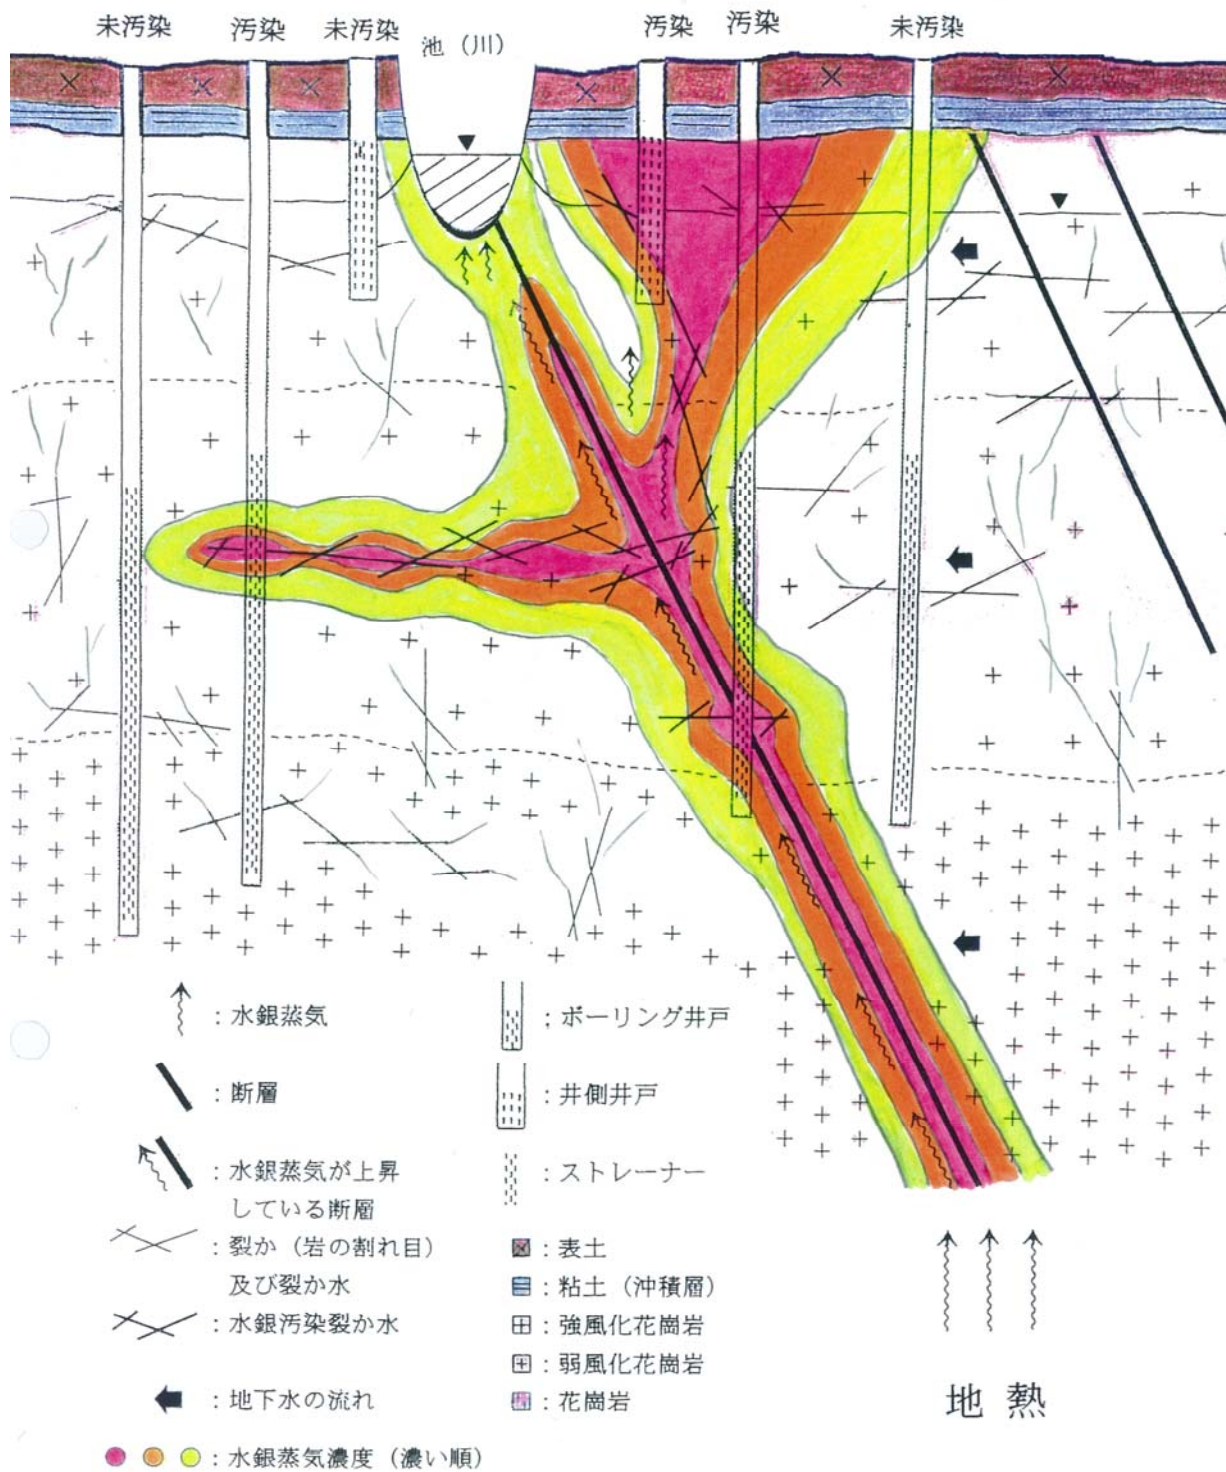 未汚染
汚染
未汚染
池（川）
汚染
汚染
未汚染
：水銀蒸気
；ボーリング井戸
：断層
：井側井戸
：水銀蒸気が上昇
している断層
：ストレーナー
：裂か（岩の割れ目）
及び裂か水
：表土
：粘土（沖積層）
：水銀汚染裂か水
：強風化花崗岩
：弱風化花崗岩
：地下水の流れ
：花崗岩
地熱
：水銀蒸気濃度（濃い順）